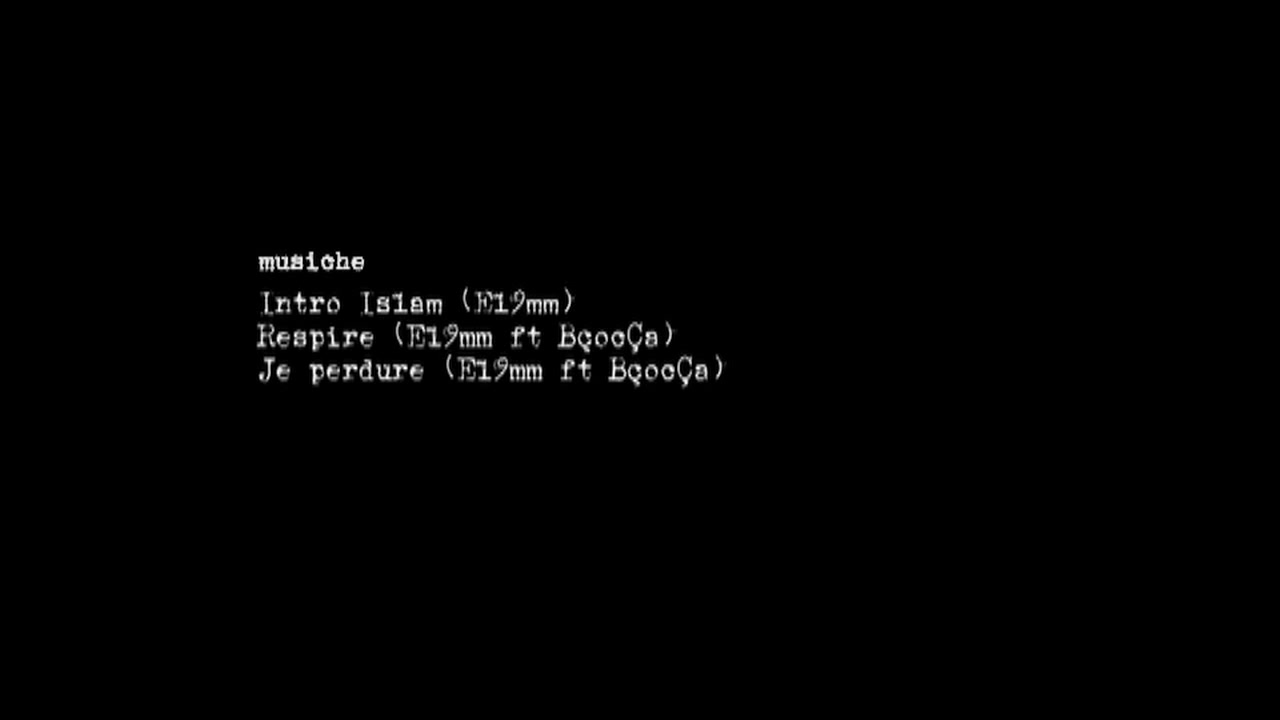 musiche
Intro Islam (E19mm)
Respire (E19mm ft BçocÇa)
Je perdure (E19mm ft BçocÇa)